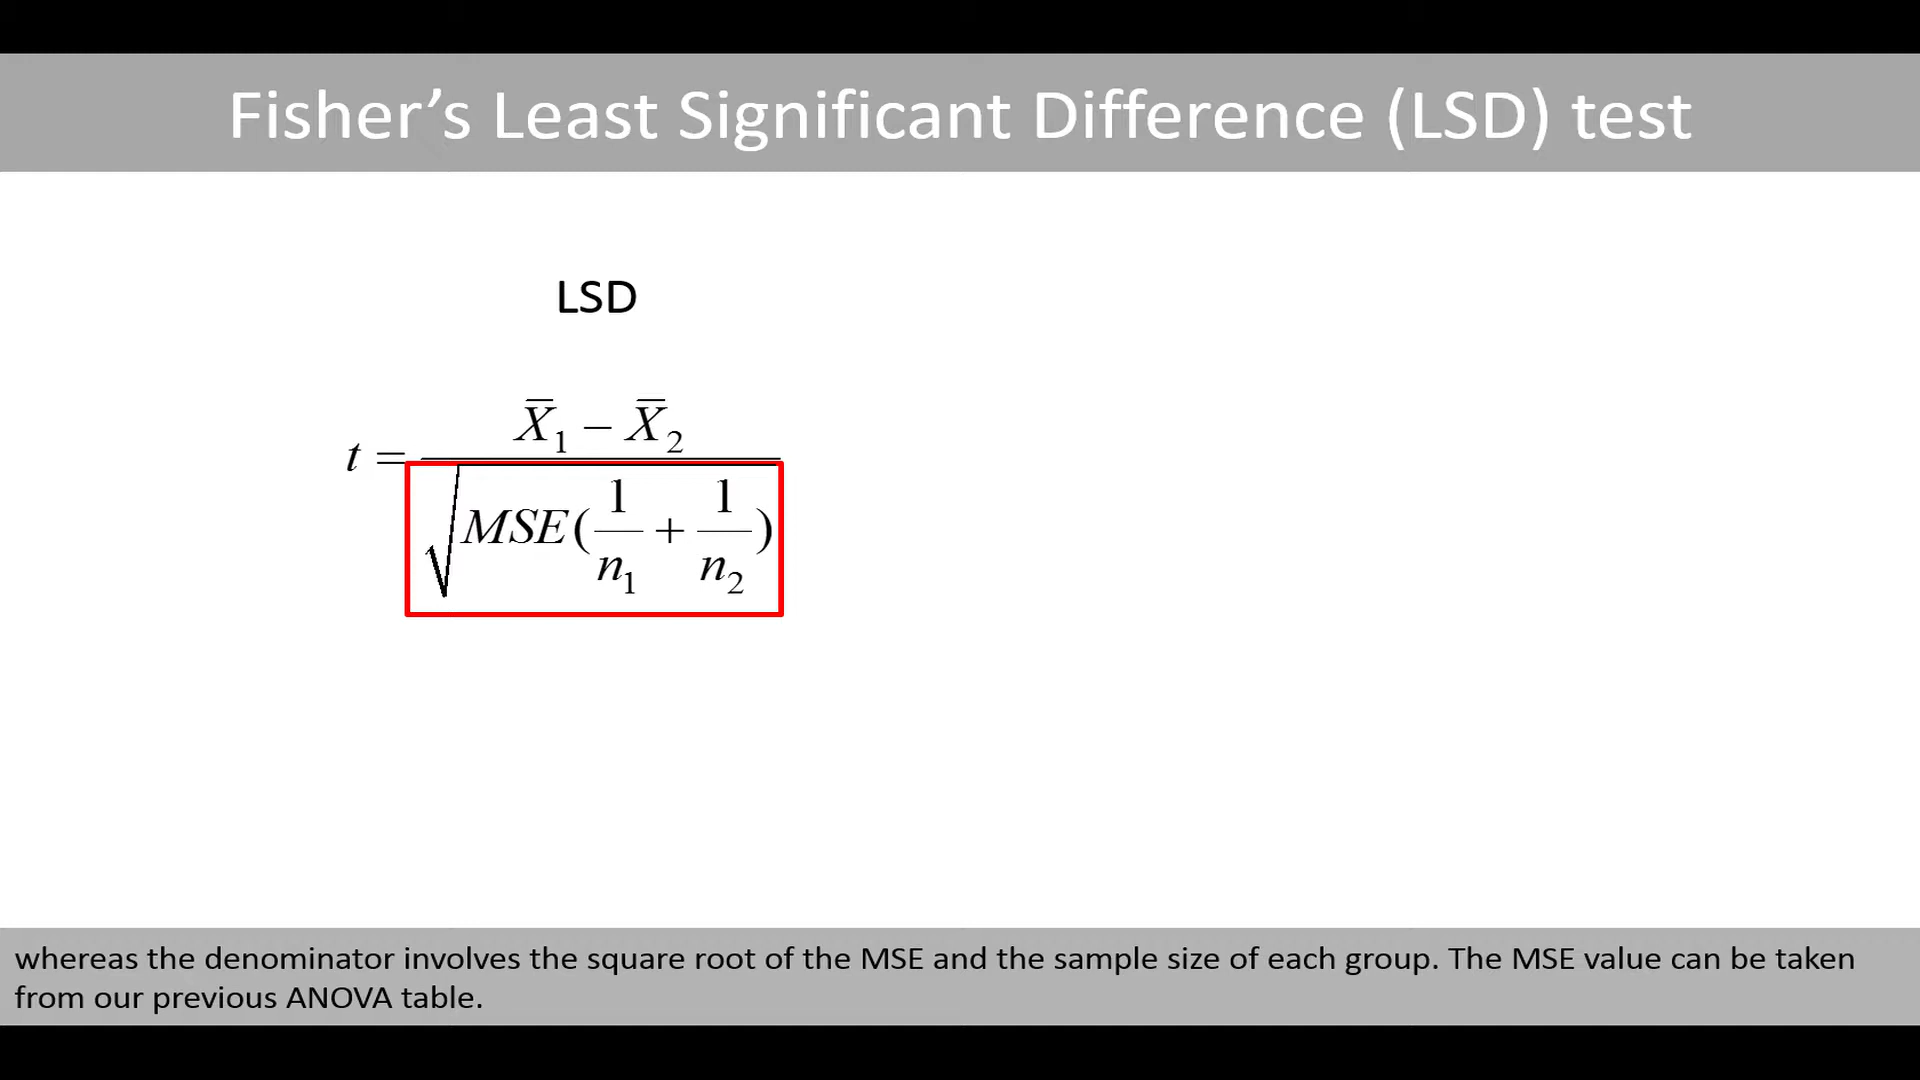 Fisher’s Least Significant Difference (LSD) test
LSD
t = (X̄₁ − X̄₂) / √(MSE(1/n₁ + 1/n₂))
whereas the denominator involves the square root of the MSE and the sample size of each group. The MSE value can be taken
from our previous ANOVA table.